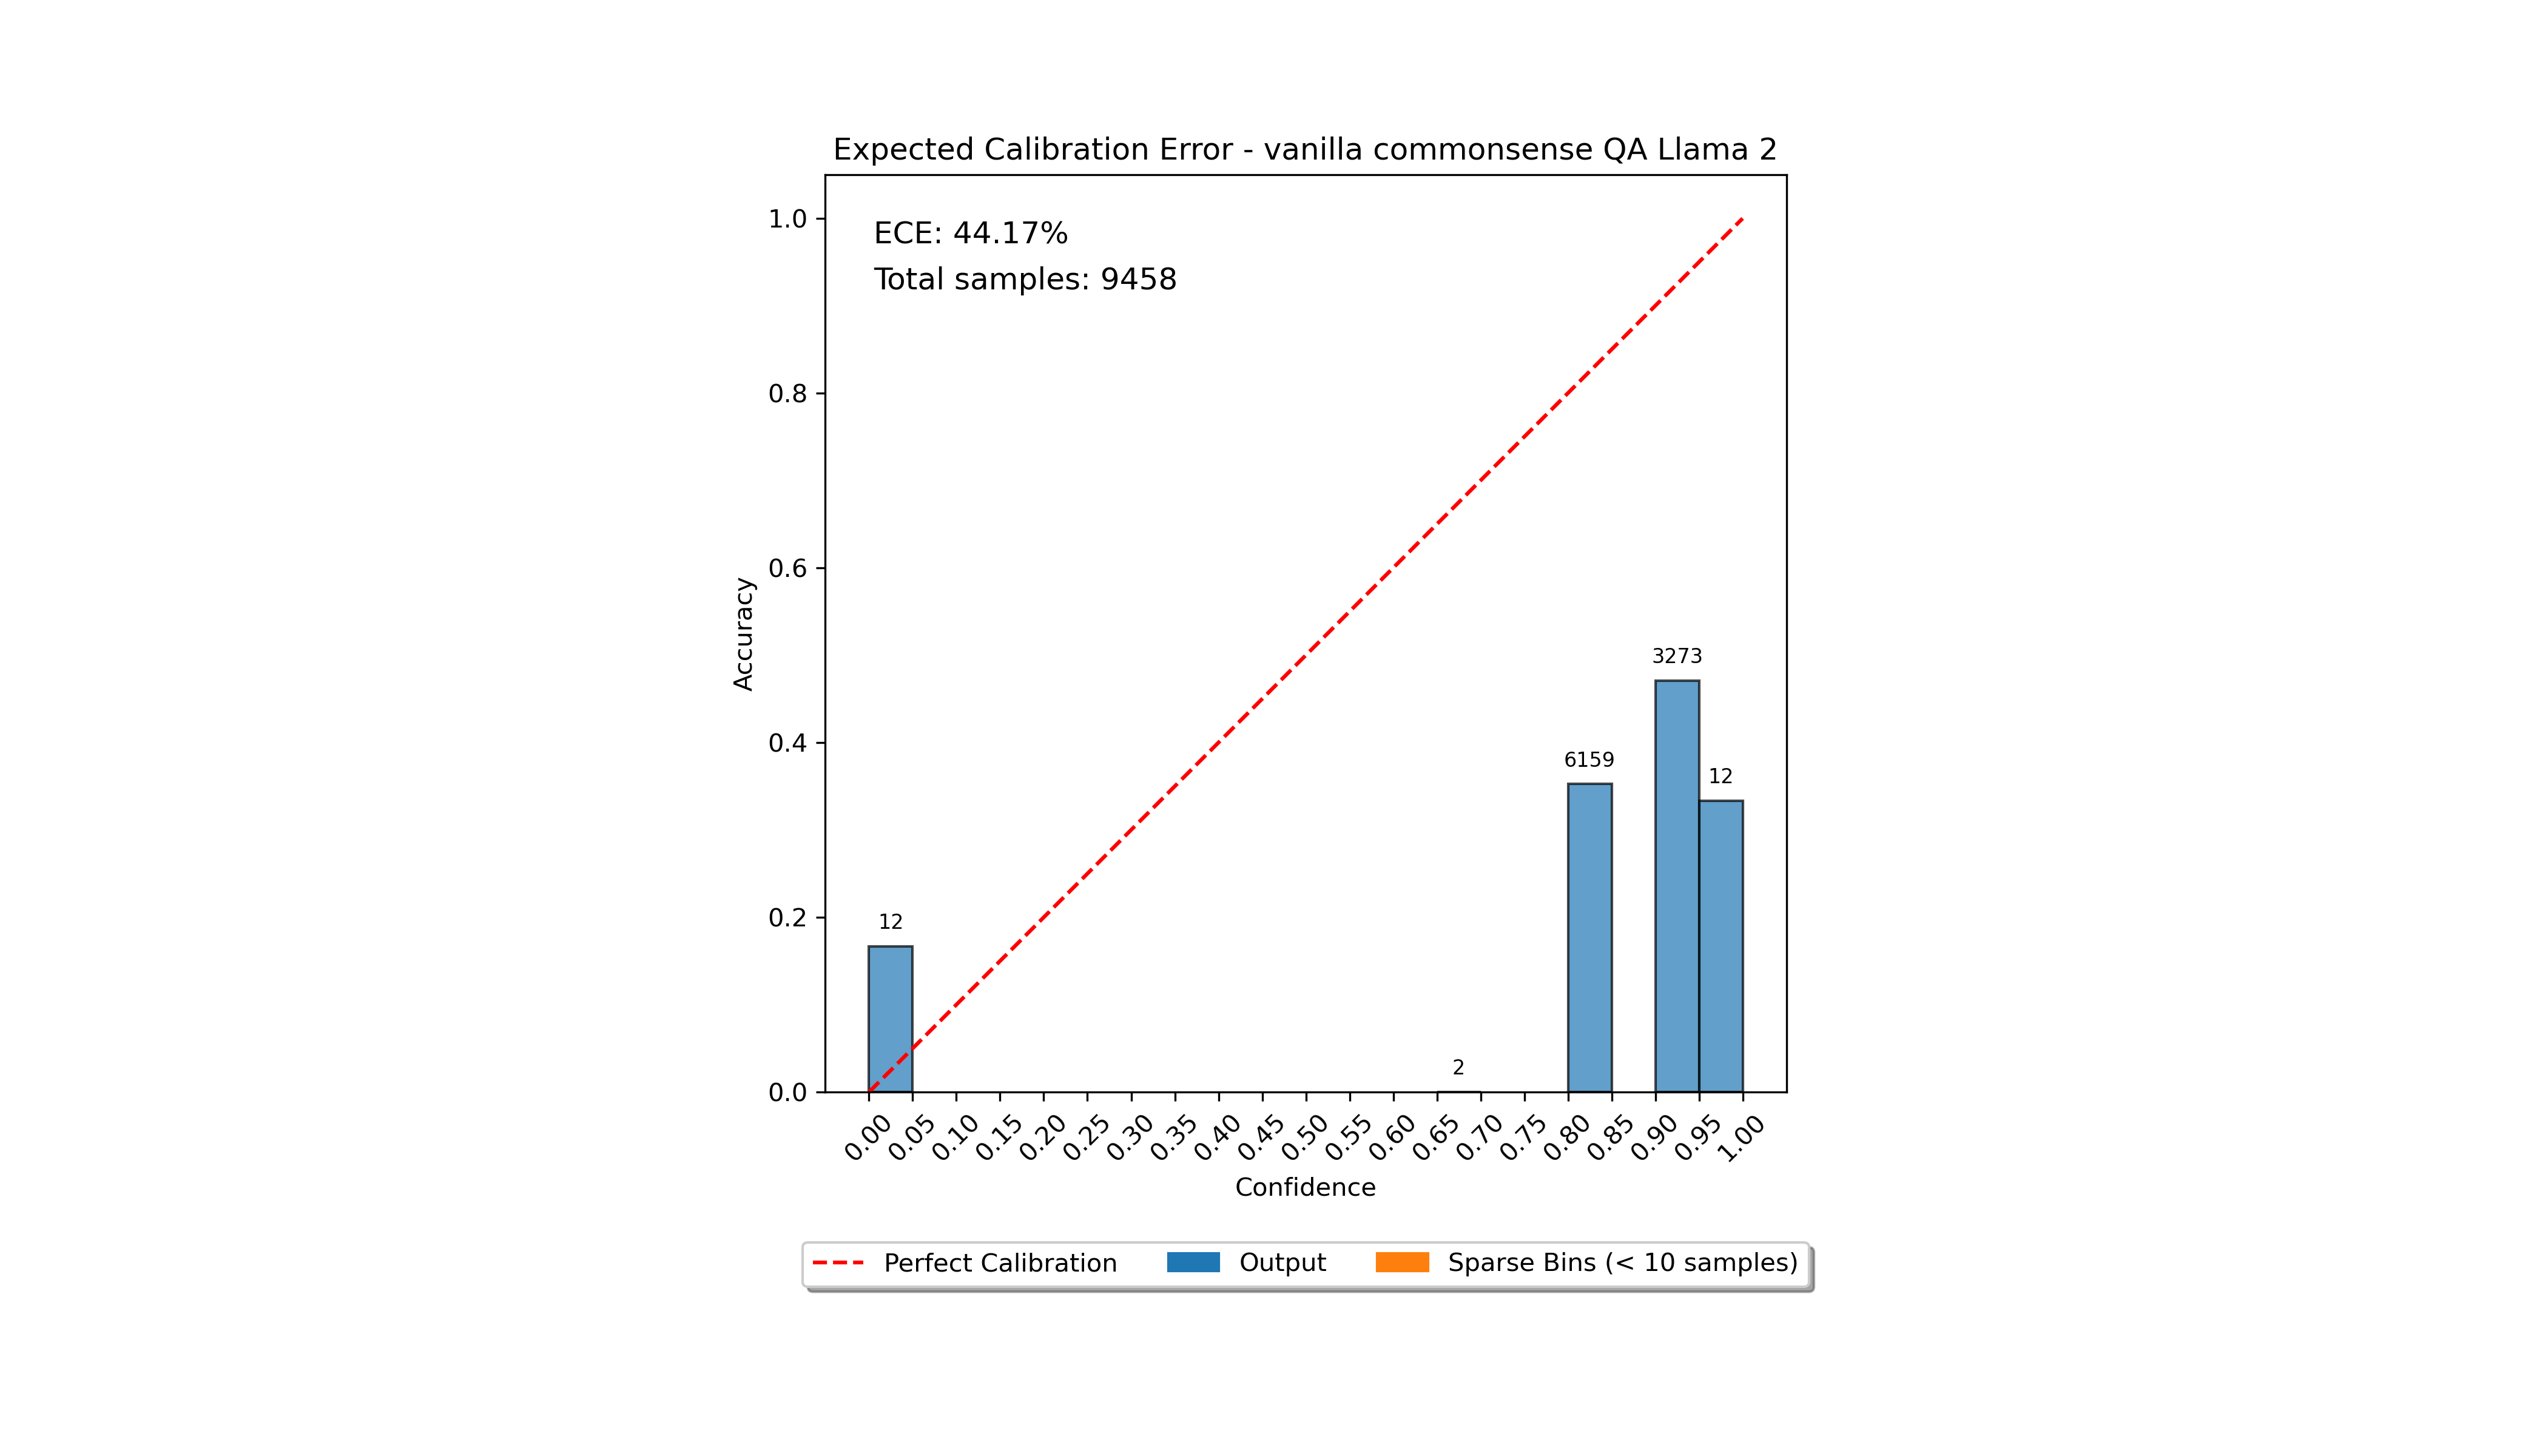 Expected Calibration Error - vanilla commonsense QA Llama 2
ECE: 44.17%
Total samples: 9458
1.0
0.8
0.6
0.4
0.2
0.0
Accuracy
12
2
6159
3273
12
0.00 0.05 0.10 0.15 0.20 0.25 0.30 0.35 0.40 0.45 0.50 0.55 0.60 0.65 0.70 0.75 0.80 0.85 0.90 0.95 1.00
Confidence
Perfect Calibration Output Sparse Bins (< 10 samples)